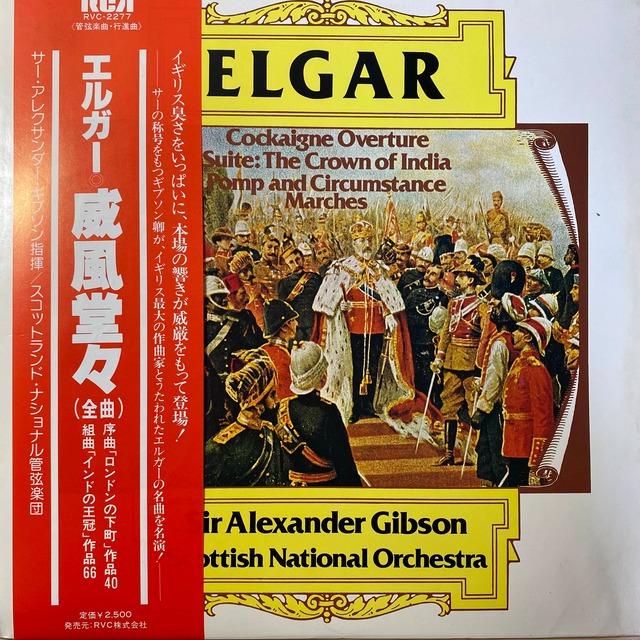 RCA
RVC-2277
〈管弦楽曲・行進曲〉
イギリス臭さをいっぱいに、本場の響きが威厳をもって登場!
——サーの称号をもつギブソン卿が、イギリス最大の作曲家とうたわれたエルガーの名曲を名演!——
エルガー◎威風堂々(全曲)
序曲「ロンドンの下町」作品40
組曲「インドの王冠」作品66
サー・アレクサンダー・ギブソン指揮/スコットランド・ナショナル管弦楽団
定価¥2,500
発売元:RVC株式会社
ELGAR
Cockaigne Overture
Suite: The Crown of India
Pomp and Circumstance
Marches
ir Alexander Gibson
ottish National Orchestra